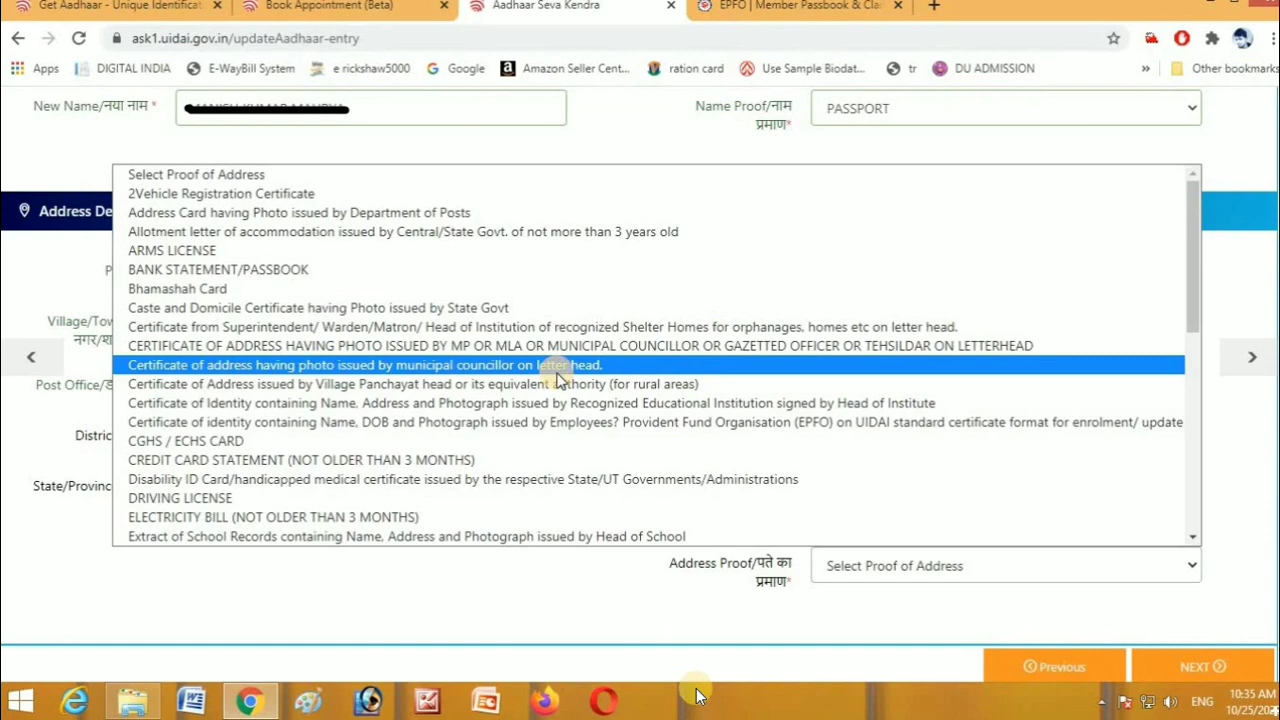 Get Aadhaar - Unique Identificat
Book Appointment (Beta)
Aadhaar Seva Kendra
EPFO | Member Passbook & Cla
ask1.uidai.gov.in/updateAadhaar-entry
Apps
DIGITAL INDIA
E-WayBill System
e rickshaw5000
Google
Amazon Seller Cent...
ration card
Use Sample Biodat...
tr
DU ADMISSION
»
Other bookmarks
New Name/नया नाम *
Name Proof/नाम
प्रमाण*
PASSPORT
Address De
Village/Tow
Post Office/ड
Distric
State/Provinc
Select Proof of Address
2Vehicle Registration Certificate
Address Card having Photo issued by Department of Posts
Allotment letter of accommodation issued by Central/State Govt. of not more than 3 years old
ARMS LICENSE
BANK STATEMENT/PASSBOOK
Bhamashah Card
Caste and Domicile Certificate having Photo issued by State Govt
Certificate from Superintendent/ Warden/Matron/ Head of Institution of recognized Shelter Homes for orphanages, homes etc on letter head.
CERTIFICATE OF ADDRESS HAVING PHOTO ISSUED BY MP OR MLA OR MUNICIPAL COUNCILLOR OR GAZETTED OFFICER OR TEHSILDAR ON LETTERHEAD
Certificate of address having photo issued by municipal councillor on letter head.
Certificate of Address issued by Village Panchayat head or its equivalent authority (for rural areas)
Certificate of Identity containing Name, Address and Photograph issued by Recognized Educational Institution signed by Head of Institute
Certificate of identity containing Name, DOB and Photograph issued by Employees? Provident Fund Organisation (EPFO) on UIDAI standard certificate format for enrolment/ update
CGHS / ECHS CARD
CREDIT CARD STATEMENT (NOT OLDER THAN 3 MONTHS)
Disability ID Card/handicapped medical certificate issued by the respective State/UT Governments/Administrations
DRIVING LICENSE
ELECTRICITY BILL (NOT OLDER THAN 3 MONTHS)
Extract of School Records containing Name, Address and Photograph issued by Head of School
Address Proof/पते का
प्रमाण*
Select Proof of Address
Previous
NEXT
ENG
10:35 AM